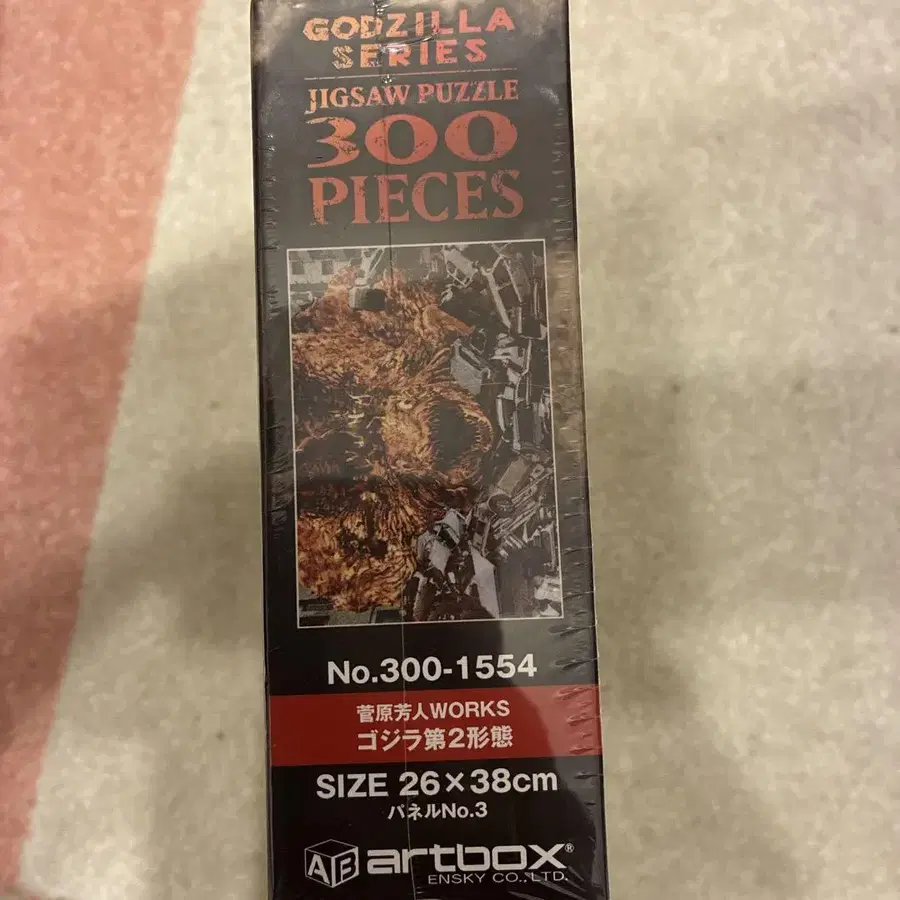 GODZILLA
SERIES
JIGSAW PUZZLE
300
PIECES
No.300-1554
菅原芳人WORKS
ゴジラ第2形態
SIZE 26×38cm
パネルNo.3
AB artbox®
ENSKY CO.,LTD.